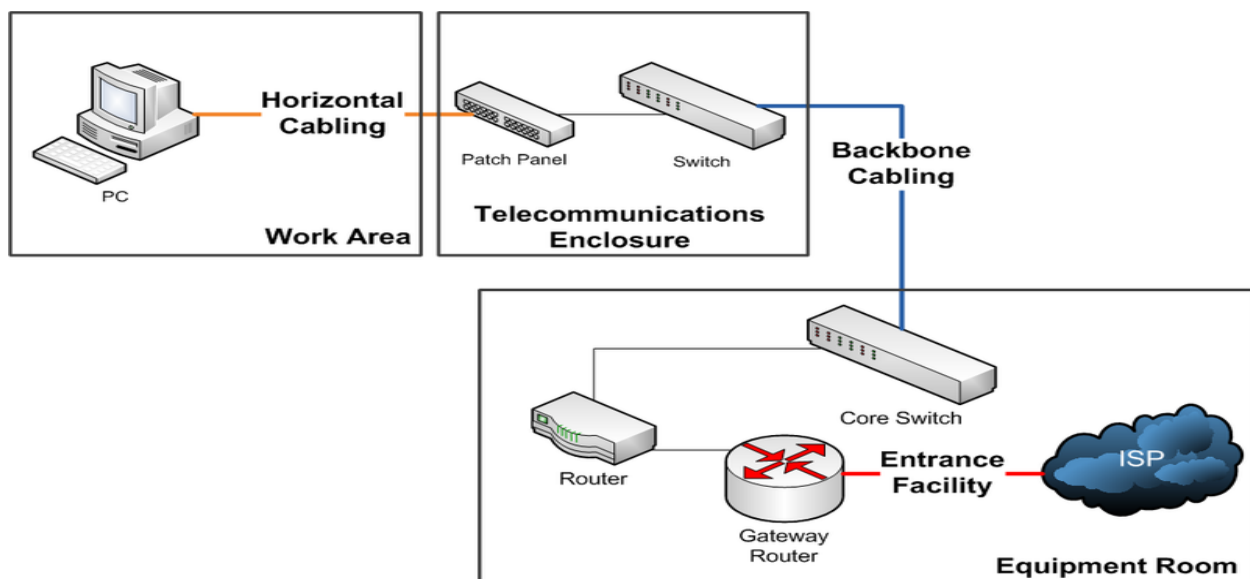 Horizontal
Cabling
PC
Work Area
Patch Panel
Switch
Telecommunications
Enclosure
Backbone
Cabling
Core Switch
Router
Gateway
Router
Entrance
Facility
ISP
Equipment Room